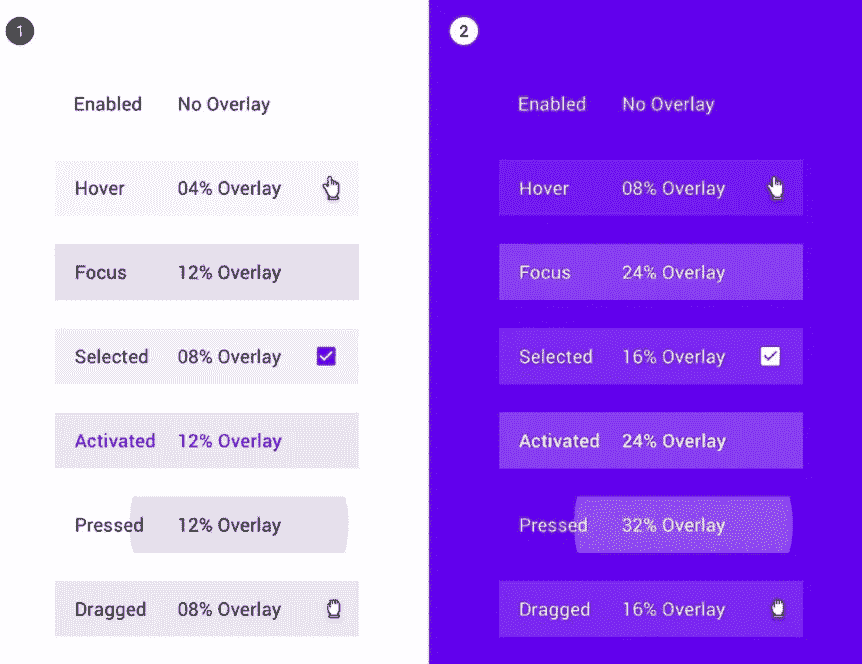 1
Enabled No Overlay
Hover 04% Overlay
Focus 12% Overlay
Selected 08% Overlay
Activated 12% Overlay
Pressed 12% Overlay
Dragged 08% Overlay
2
Enabled No Overlay
Hover 08% Overlay
Focus 24% Overlay
Selected 16% Overlay
Activated 24% Overlay
Pressed 32% Overlay
Dragged 16% Overlay